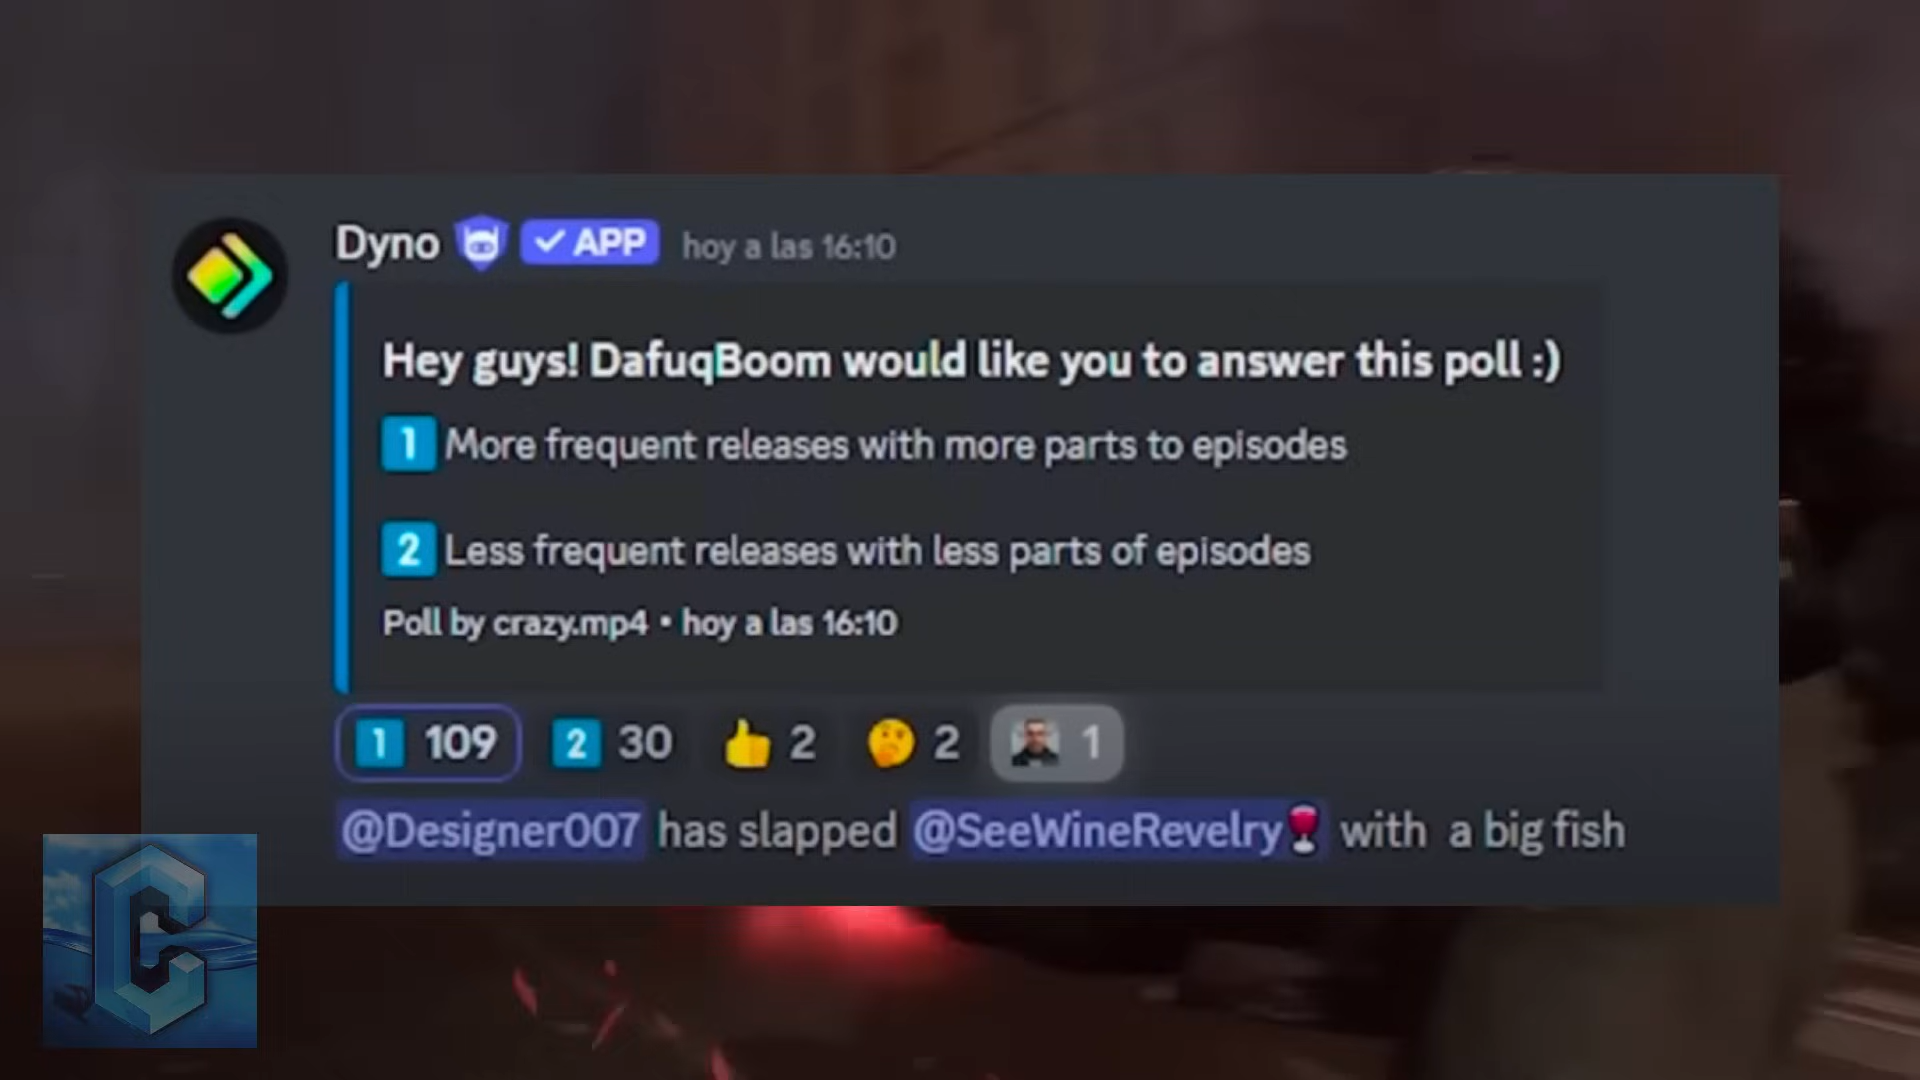 Dyno APP hoy a las 16:10
Hey guys! DafuqBoom would like you to answer this poll :)
1 More frequent releases with more parts to episodes
2 Less frequent releases with less parts of episodes
Poll by crazy.mp4 • hoy a las 16:10
1 109 2 30 👍 2 🤔 2 1
@Designer007 has slapped @SeeWineRevelry🍷 with a big fish
C